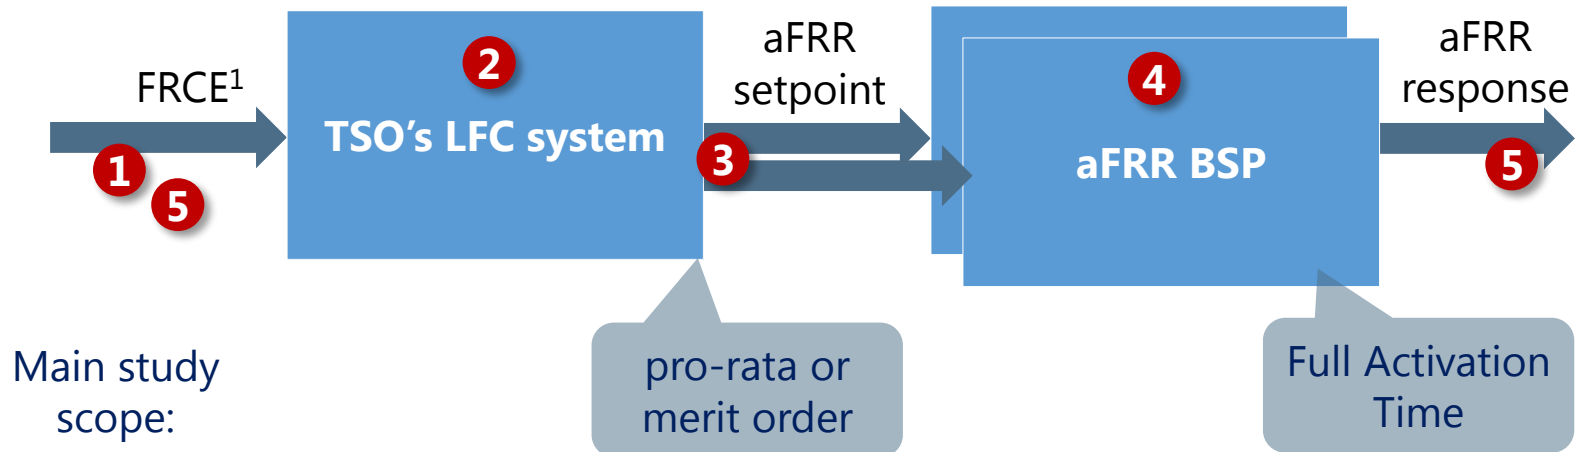 FRCE1
1
5
2
TSO's LFC system
aFRR
setpoint
3
4
aFRR BSP
aFRR
response
5
Main study
scope:
pro-rata or
merit order
Full Activation
Time